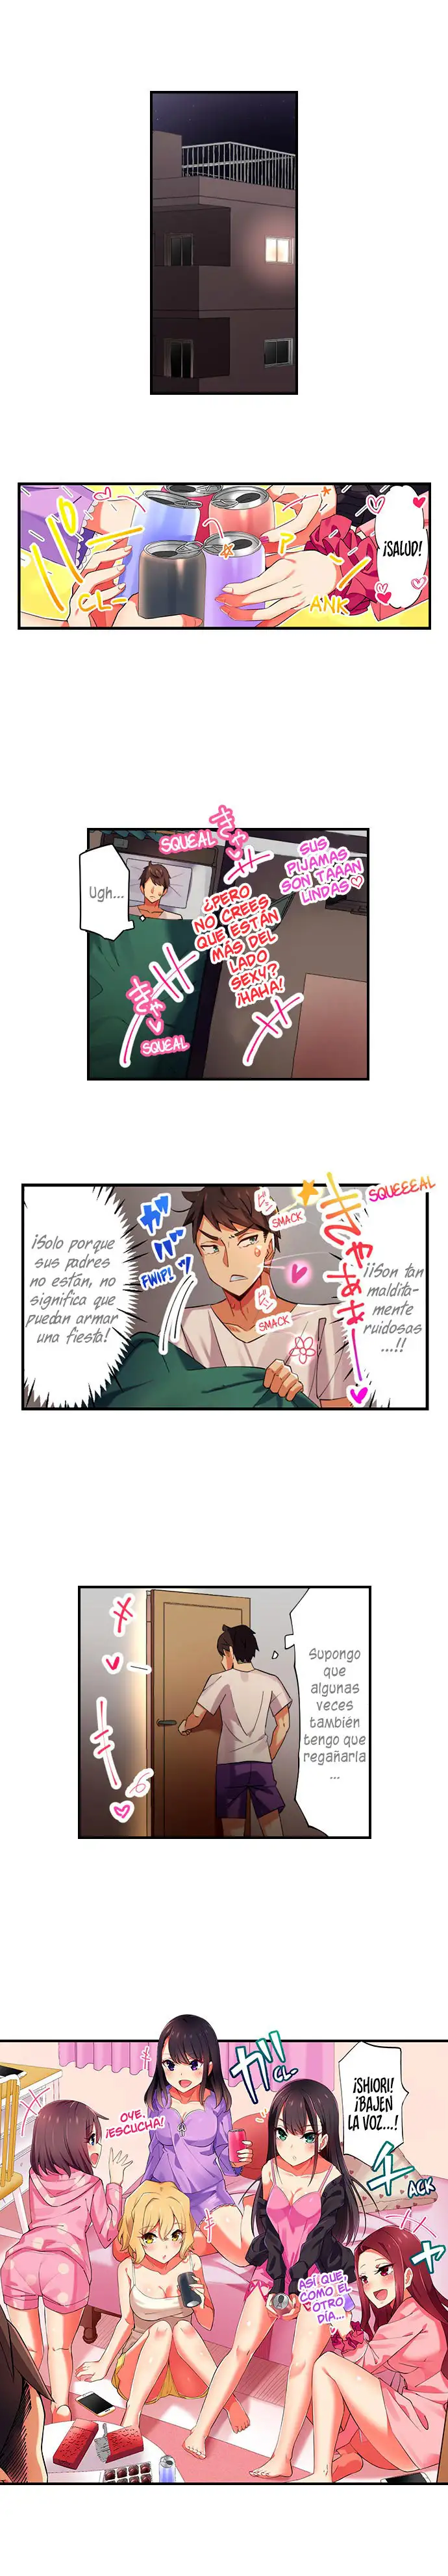 ¡SALUD!
CL-
ANK
SUS
PIJAMAS
SON TAAAN
LINDAS
SQUEAL
Ugh...
¿PERO
NO CREES
QUE ESTÁN
MÁS DEL
LADO
SEXY?
¡HAHA!
SQUEAL
SQUEEEAL
¡¡Son tan
maldita-
mente
ruidosas
...!!
SMACK
SMACK
FWIP!
¡Solo porque
sus padres
no están, no
significa que
puedan armar
una fiesta!
Supongo
que
algunas
veces
también
tengo que
regañarla
...
¡SHIORI!
¡BAJEN
LA VOZ...!
ガ
CL-
チ
ACK
ャ
OYE,
¡ESCUCHA!
ASÍ QUE,
COMO EL
OTRO
DÍA...